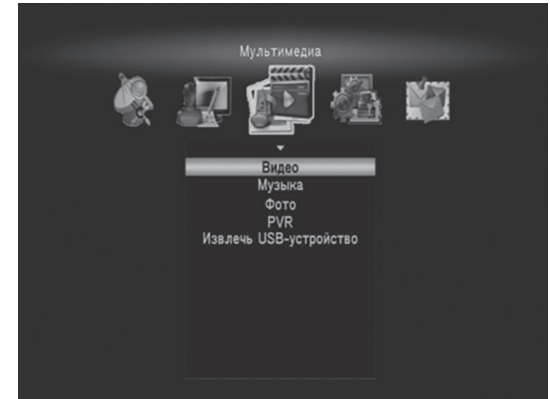 Мультимедиа
Видео
Музыка
Фото
PVR
Извлечь USB-устройство